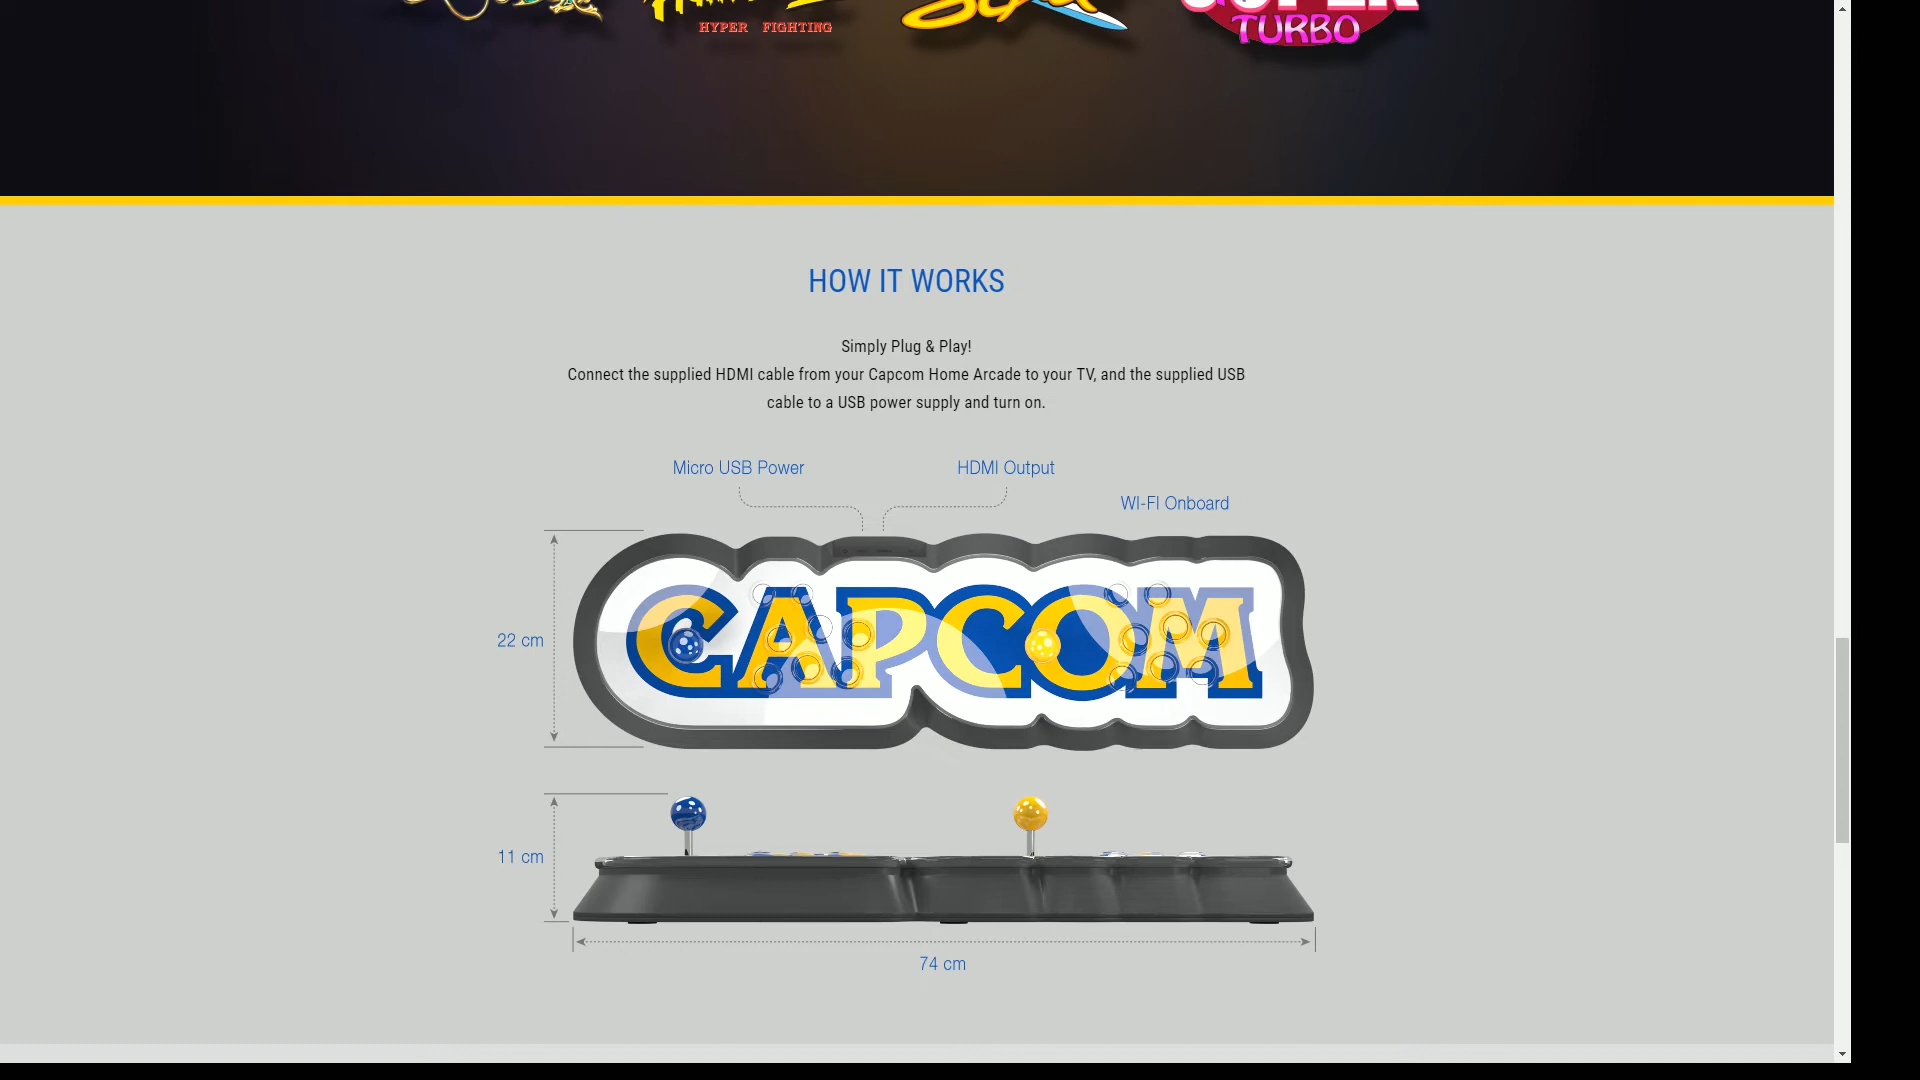 HYPER FIGHTING
TURBO
HOW IT WORKS
Simply Plug & Play!
Connect the supplied HDMI cable from your Capcom Home Arcade to your TV, and the supplied USB
cable to a USB power supply and turn on.
Micro USB Power
HDMI Output
WI-FI Onboard
22 cm
CAPCOM
11 cm
74 cm